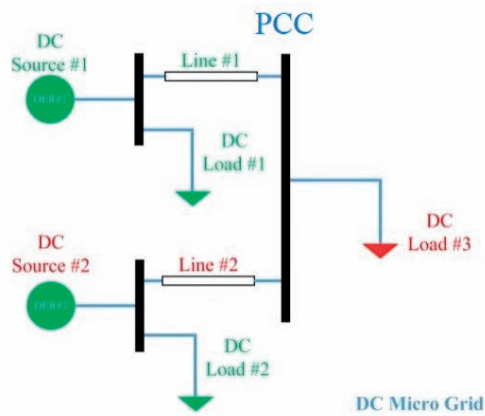 PCC
DC
Source #1
Line #1
DER#1
DC
Load #1
DC
Source #2
Line #2
DC
Load #3
DER#2
DC
Load #2
DC Micro Grid